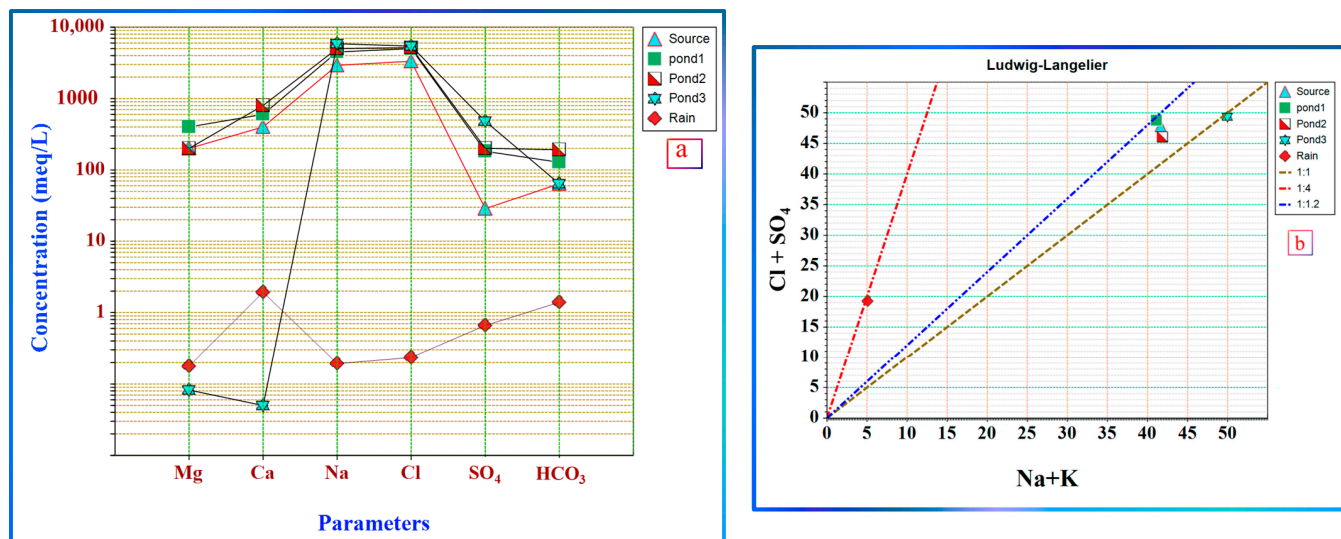 10,000
1000
100
10
1
Concentration (meq/L)
Mg Ca Na Cl SO₄ HCO₃
Parameters
Source
pond1
Pond2
Pond3
Rain
a
Ludwig-Langelier
50
45
40
35
30
25
20
15
10
5
0
Cl + SO₄
0 5 10 15 20 25 30 35 40 45 50
Na+K
Source
pond1
Pond2
Pond3
Rain
1:1
1:4
1:1.2
b